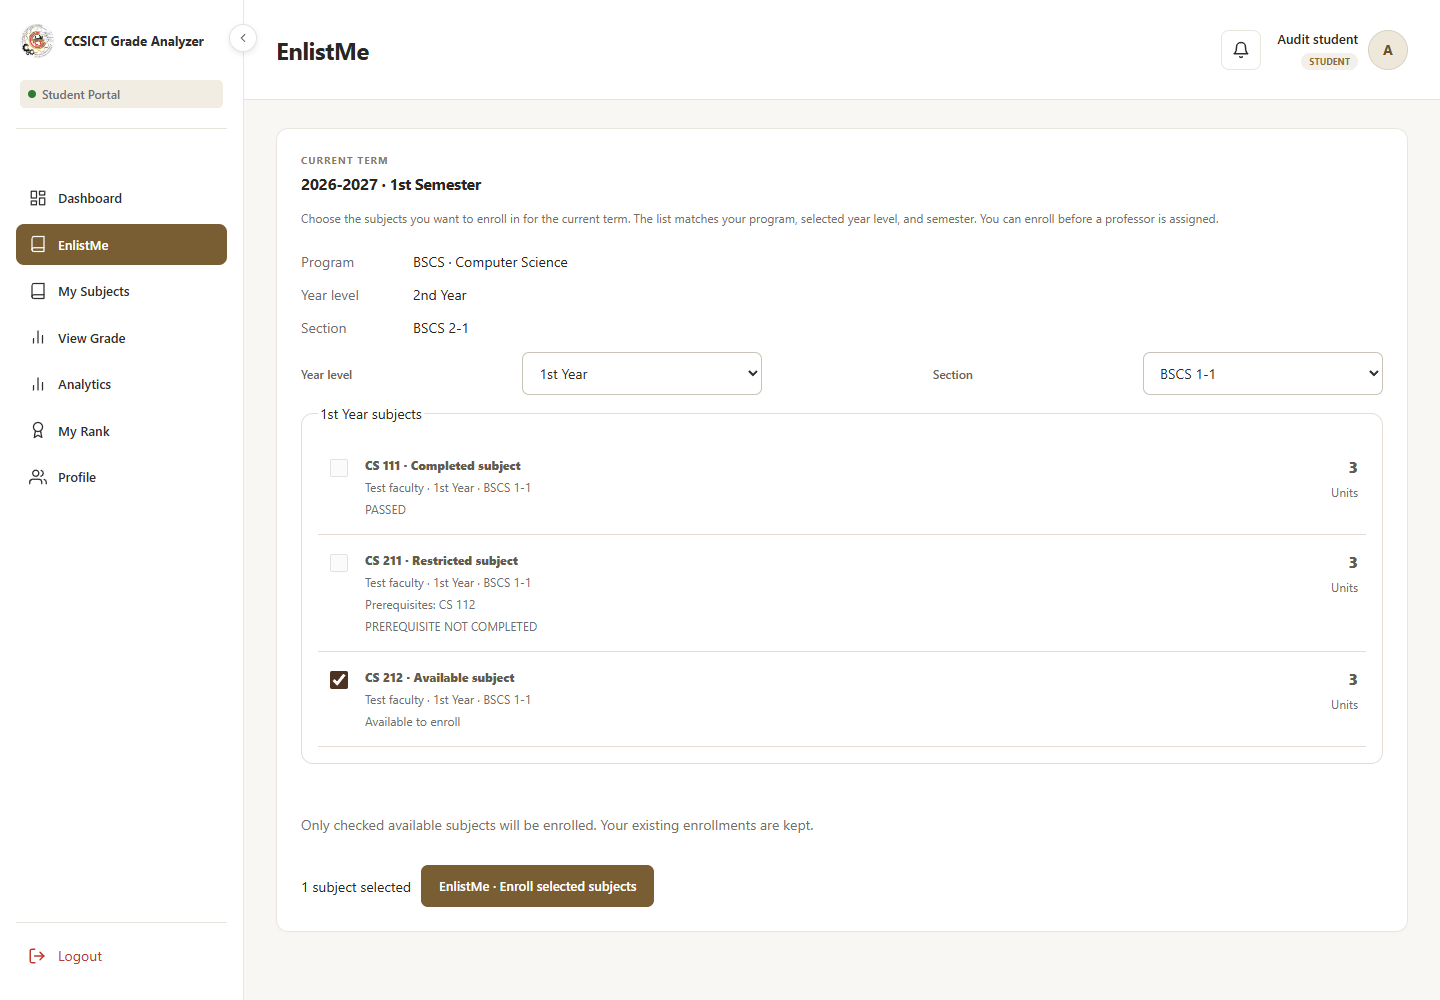 CCSICT Grade Analyzer
Student Portal
Dashboard
EnlistMe
My Subjects
View Grade
Analytics
My Rank
Profile
Logout
EnlistMe
Audit student
STUDENT
A
CURRENT TERM
2026-2027 · 1st Semester
Choose the subjects you want to enroll in for the current term. The list matches your program, selected year level, and semester. You can enroll before a professor is assigned.
Program BSCS · Computer Science
Year level 2nd Year
Section BSCS 2-1
Year level 1st Year Section BSCS 1-1
1st Year subjects
CS 111 · Completed subject 3
Test faculty · 1st Year · BSCS 1-1 Units
PASSED
CS 211 · Restricted subject 3
Test faculty · 1st Year · BSCS 1-1 Units
Prerequisites: CS 112
PREREQUISITE NOT COMPLETED
CS 212 · Available subject 3
Test faculty · 1st Year · BSCS 1-1 Units
Available to enroll
Only checked available subjects will be enrolled. Your existing enrollments are kept.
1 subject selected EnlistMe · Enroll selected subjects